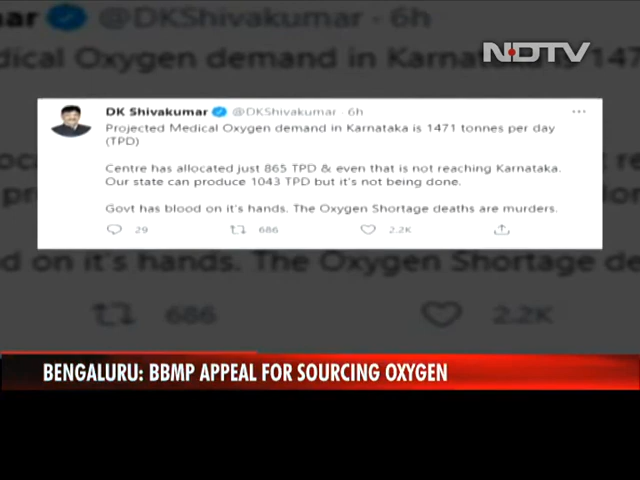 ar @DKShivakumar · 6h
NDTV
dical Oxygen demand in Karnataka is 147
DK Shivakumar @DKShivakumar · 6h
Projected Medical Oxygen demand in Karnataka is 1471 tonnes per day
(TPD)
Centre has allocated just 865 TPD & even that is not reaching Karnataka.
Our state can produce 1043 TPD but it's not being done.
Govt has blood on it's hands. The Oxygen Shortage deaths are murders.
29 686 2.2K
d on it's hands. The Oxygen Shortage de
686 2.2K
BENGALURU: BBMP APPEAL FOR SOURCING OXYGEN